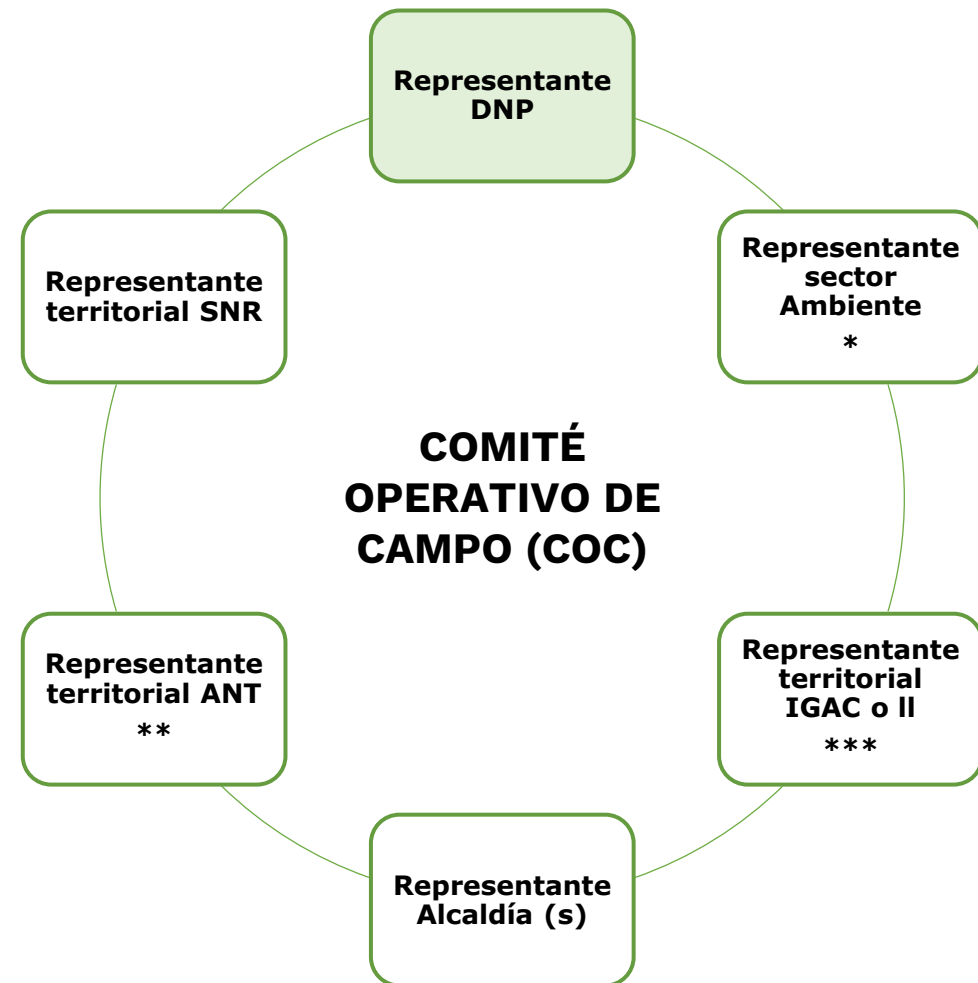 Representante
DNP
Representante
territorial SNR
Representante
sector
Ambiente
*
COMITÉ
OPERATIVO DE
CAMPO (COC)
Representante
territorial ANT
**
Representante
territorial
IGAC o ll
***
Representante
Alcaldía (s)